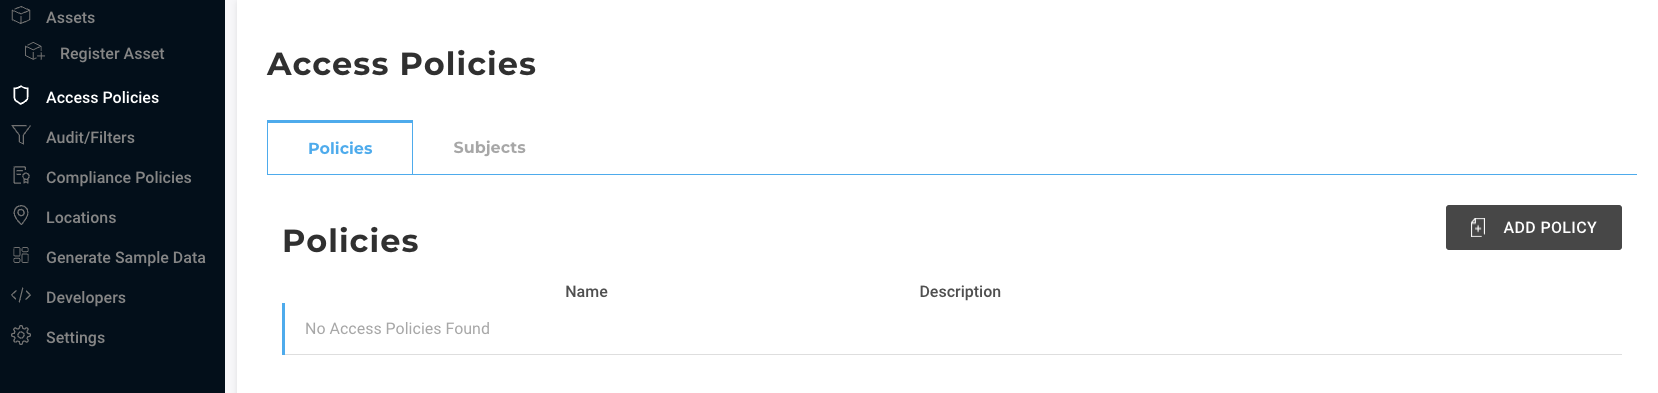 Assets
Register Asset
Access Policies
Audit/Filters
Compliance Policies
Locations
Generate Sample Data
Developers
Settings
Access Policies
Policies Subjects
Policies
ADD POLICY
Name Description
No Access Policies Found